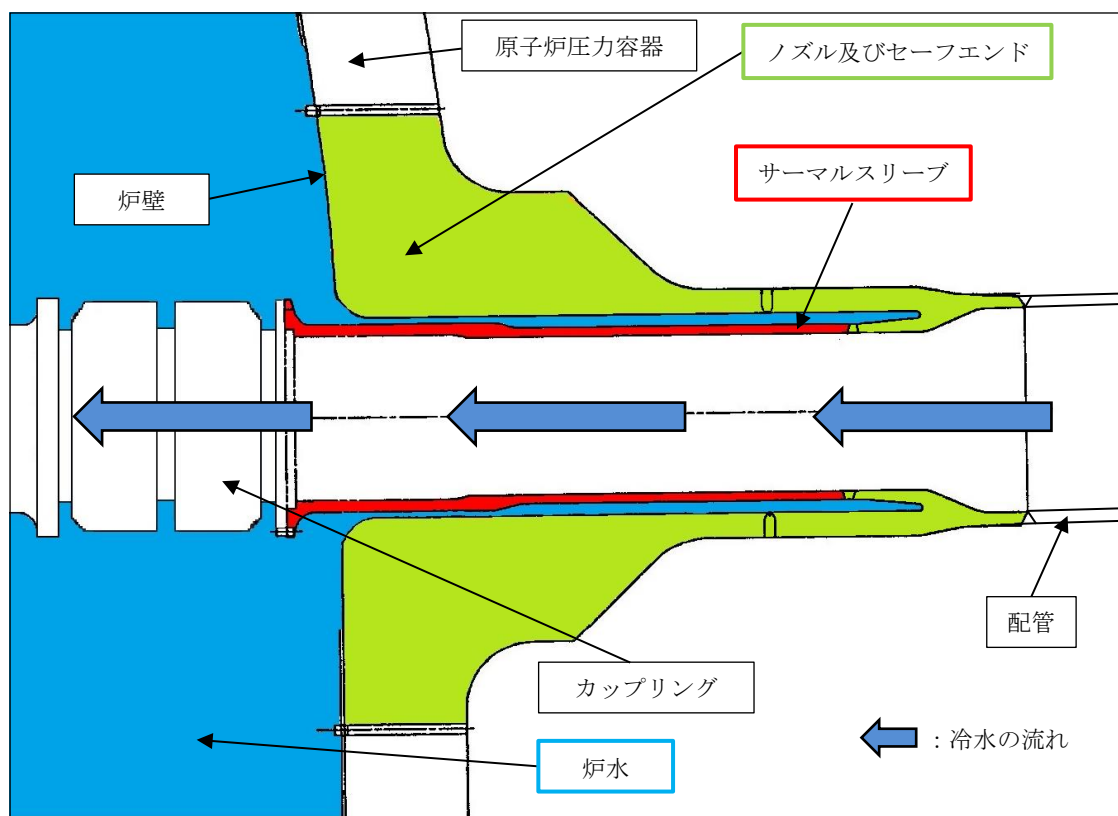 原子炉圧力容器
ノズル及びセーフエンド
サーマルスリーブ
炉壁
配管
カップリング
炉水
：冷水の流れ